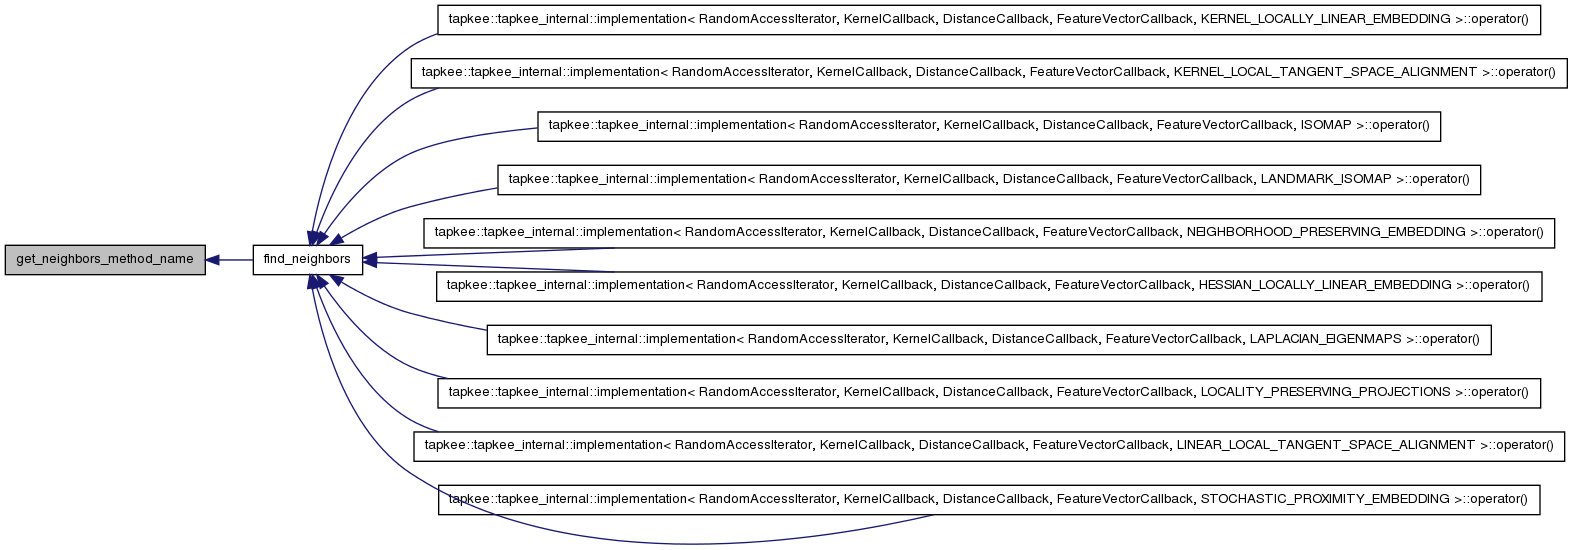 tapkee::tapkee_internal::implementation< RandomAccessIterator, KernelCallback, DistanceCallback, FeatureVectorCallback, KERNEL_LOCALLY_LINEAR_EMBEDDING >::operator()
tapkee::tapkee_internal::implementation< RandomAccessIterator, KernelCallback, DistanceCallback, FeatureVectorCallback, KERNEL_LOCAL_TANGENT_SPACE_ALIGNMENT >::operator()
tapkee::tapkee_internal::implementation< RandomAccessIterator, KernelCallback, DistanceCallback, FeatureVectorCallback, ISOMAP >::operator()
tapkee::tapkee_internal::implementation< RandomAccessIterator, KernelCallback, DistanceCallback, FeatureVectorCallback, LANDMARK_ISOMAP >::operator()
tapkee::tapkee_internal::implementation< RandomAccessIterator, KernelCallback, DistanceCallback, FeatureVectorCallback, NEIGHBORHOOD_PRESERVING_EMBEDDING >::operator()
get_neighbors_method_name
find_neighbors
tapkee::tapkee_internal::implementation< RandomAccessIterator, KernelCallback, DistanceCallback, FeatureVectorCallback, HESSIAN_LOCALLY_LINEAR_EMBEDDING >::operator()
tapkee::tapkee_internal::implementation< RandomAccessIterator, KernelCallback, DistanceCallback, FeatureVectorCallback, LAPLACIAN_EIGENMAPS >::operator()
tapkee::tapkee_internal::implementation< RandomAccessIterator, KernelCallback, DistanceCallback, FeatureVectorCallback, LOCALITY_PRESERVING_PROJECTIONS >::operator()
tapkee::tapkee_internal::implementation< RandomAccessIterator, KernelCallback, DistanceCallback, FeatureVectorCallback, LINEAR_LOCAL_TANGENT_SPACE_ALIGNMENT >::operator()
tapkee::tapkee_internal::implementation< RandomAccessIterator, KernelCallback, DistanceCallback, FeatureVectorCallback, STOCHASTIC_PROXIMITY_EMBEDDING >::operator()